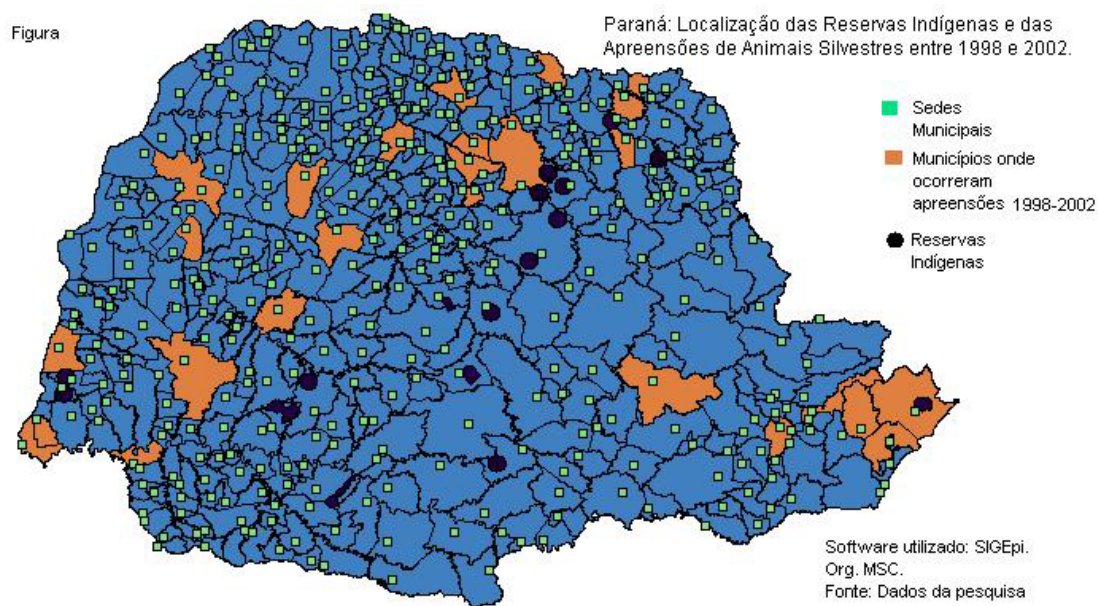 Figura
Paraná: Localização das Reservas Indígenas e das
Apreensões de Animais Silvestres entre 1998 e 2002.
Sedes
Municipais
Municípios onde
ocorreram
apreensões 1998-2002
Reservas
Indígenas
Software utilizado: SIGEpi.
Org. MSC.
Fonte: Dados da pesquisa